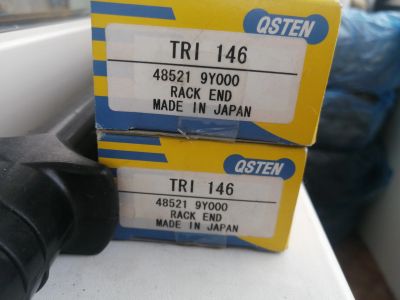 QSTEN
TRI 146
48521 9Y000
RACK END
MADE IN JAPAN
QSTEN
TRI 146
48521 9Y000
RACK END
MADE IN JAPAN